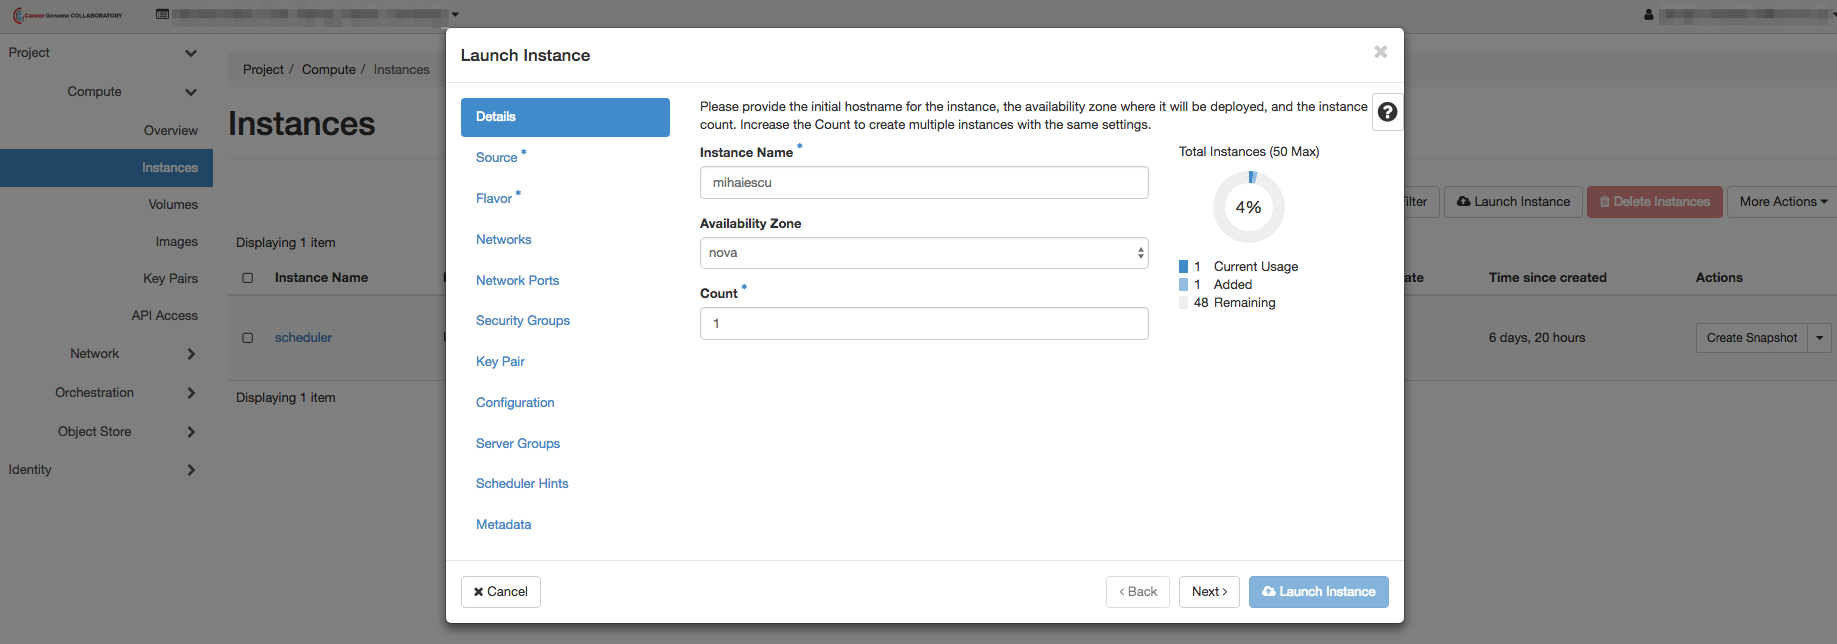 Cancer Genome COLLABORATORY
Project
Compute
Overview
Instances
Volumes
Images
Key Pairs
API Access
Network
Orchestration
Object Store
Identity
Project / Compute / Instances
Instances
Displaying 1 item
Instance Name
scheduler
Displaying 1 item
Launch Instance
Details
Source *
Flavor *
Networks
Network Ports
Security Groups
Key Pair
Configuration
Server Groups
Scheduler Hints
Metadata
Please provide the initial hostname for the instance, the availability zone where it will be deployed, and the instance
count. Increase the Count to create multiple instances with the same settings.
Instance Name *
mihaiescu
Availability Zone
nova
Count *
1
Total Instances (50 Max)
4%
1 Current Usage
1 Added
48 Remaining
Cancel
< Back
Next >
Launch Instance
Launch Instance
Delete Instances
More Actions
Time since created
Actions
6 days, 20 hours
Create Snapshot